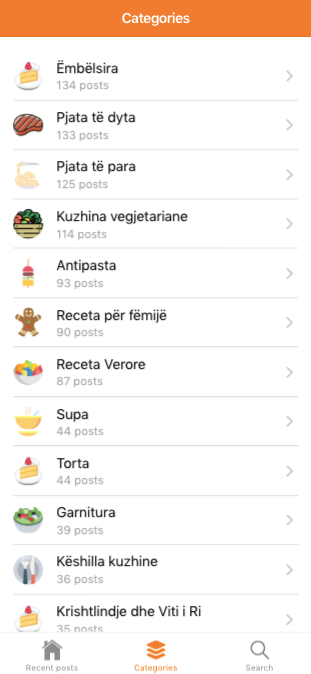 Categories
Ëmbëlsira
134 posts
Pjata të dyta
133 posts
Pjata të para
125 posts
Kuzhina vegjetariane
114 posts
Antipasta
93 posts
Receta për fëmijë
90 posts
Receta Verore
87 posts
Supa
44 posts
Torta
44 posts
Garnitura
39 posts
Këshilla kuzhine
36 posts
Krishtlindje dhe Viti i Ri
35 posts
Recent posts
Categories
Search